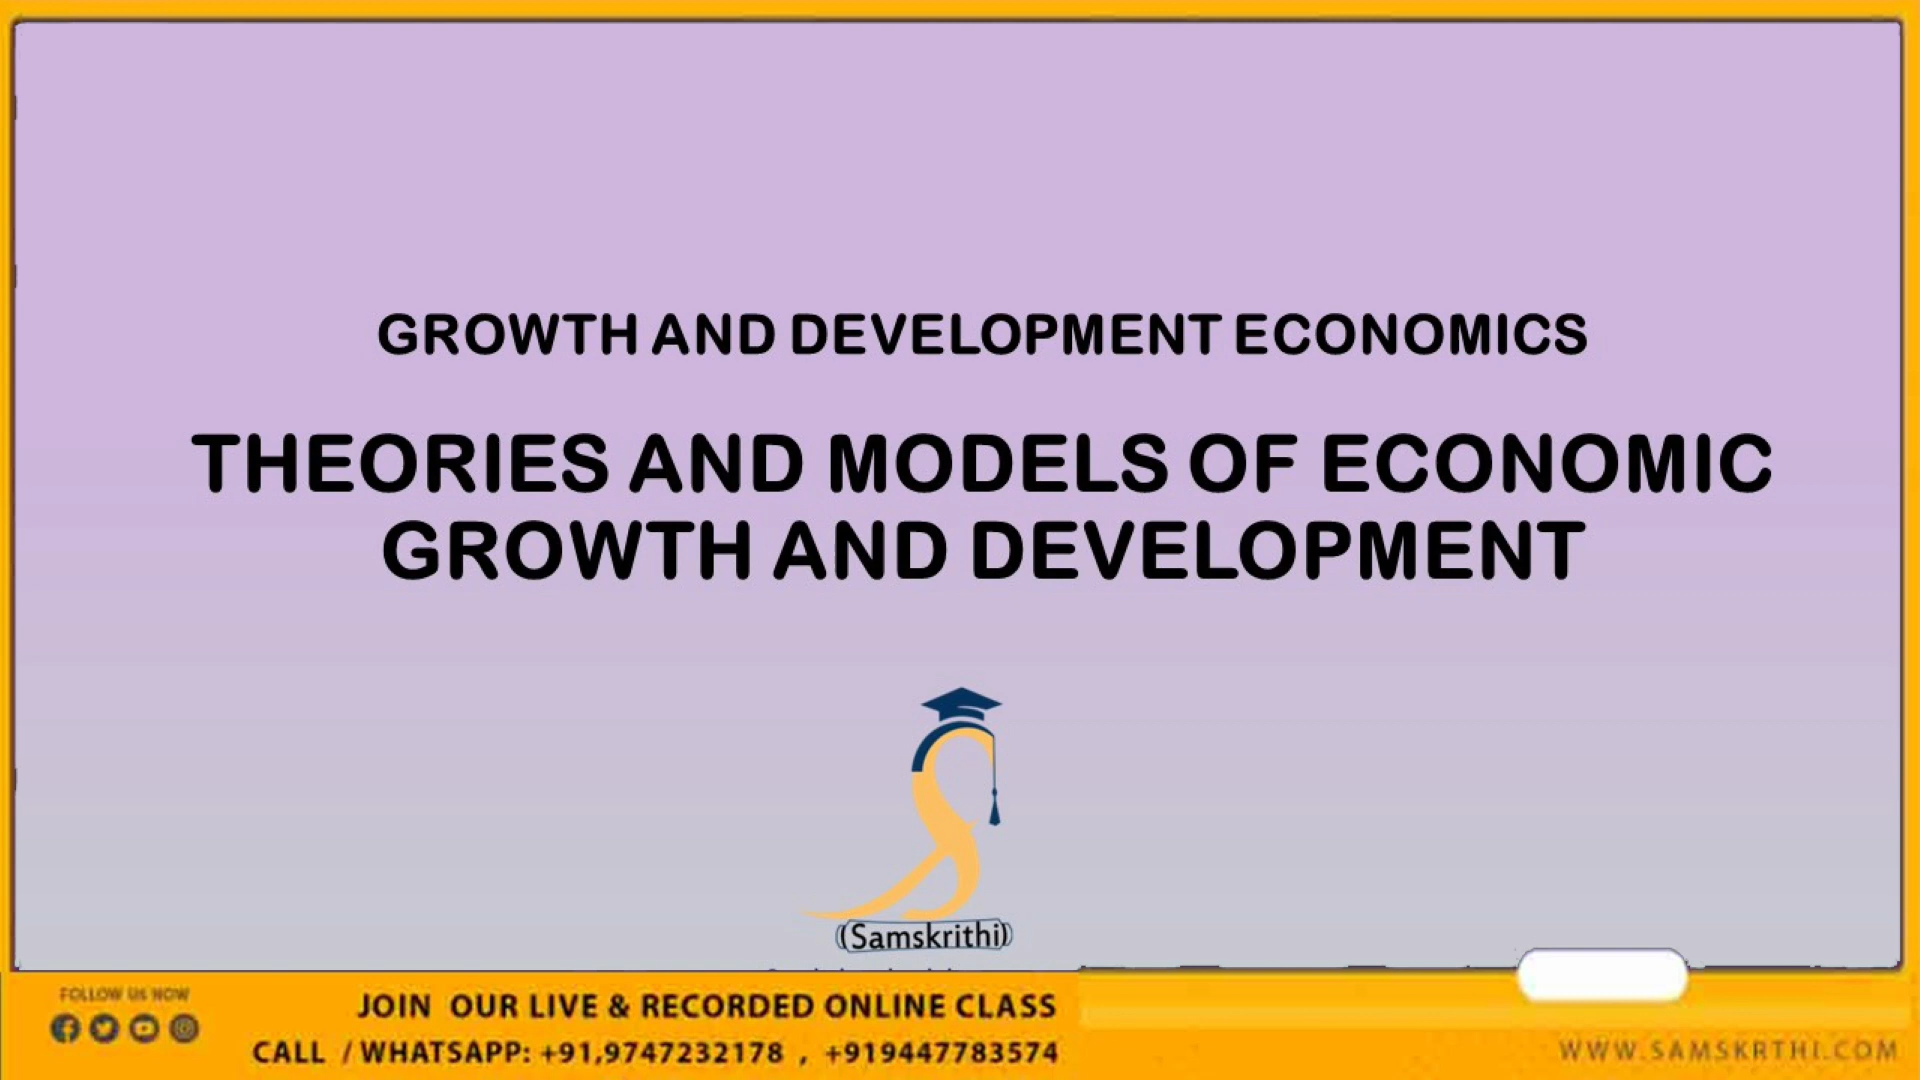 GROWTH AND DEVELOPMENT ECONOMICS
THEORIES AND MODELS OF ECONOMIC
GROWTH AND DEVELOPMENT
(Samskrithi)
FOLLOW US NOW
JOIN OUR LIVE & RECORDED ONLINE CLASS
CALL / WHATSAPP: +91,9747232178 , +919447783574
WWW.SAMSKRTHI.COM